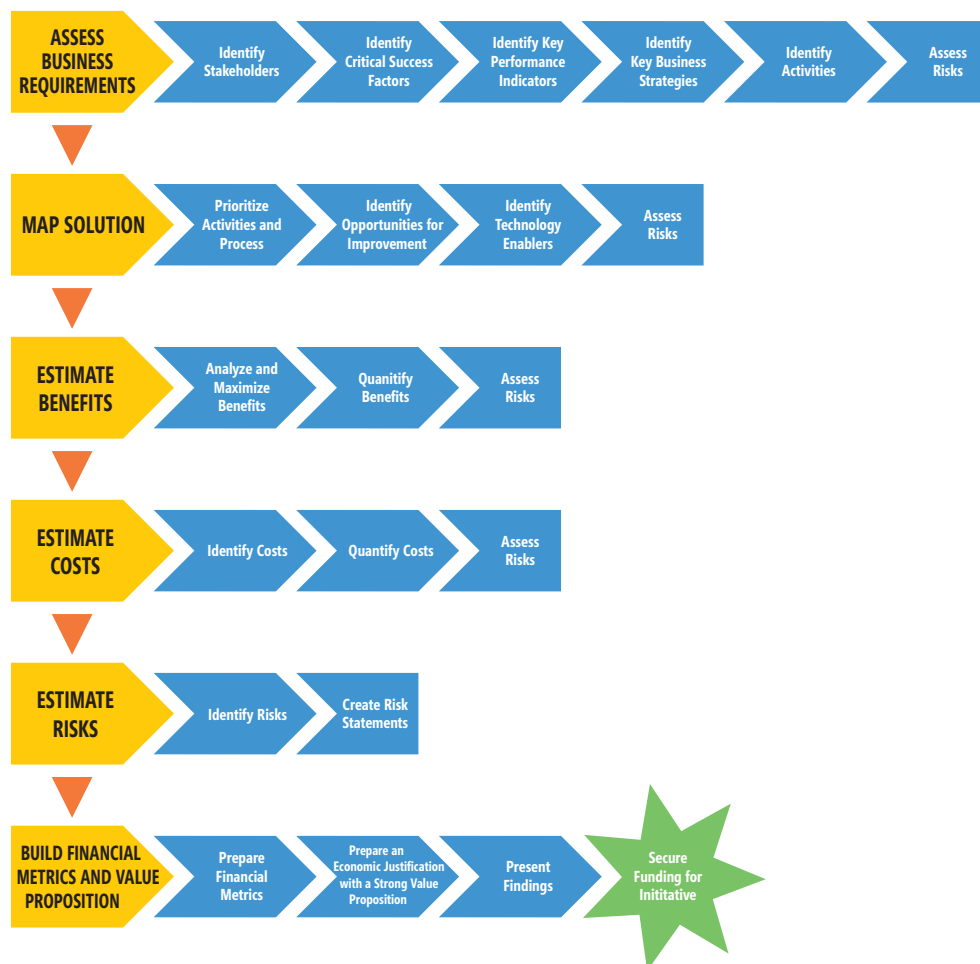 ASSESS
BUSINESS
REQUIREMENTS
Identify
Stakeholders
Identify
Critical Success
Factors
Identify Key
Performance
Indicators
Identify
Key Business
Strategies
Identify
Activities
Assess
Risks
MAP SOLUTION
Prioritize
Activities and
Process
Identify
Opportunities for
Improvement
Identify
Technology
Enablers
Assess
Risks
ESTIMATE
BENEFITS
Analyze and
Maximize
Benefits
Quanitify
Benefits
Assess
Risks
ESTIMATE
COSTS
Identify Costs
Quantify Costs
Assess
Risks
ESTIMATE
RISKS
Identify Risks
Create Risk
Statements
BUILD FINANCIAL
METRICS AND VALUE
PROPOSITION
Prepare
Financial
Metrics
Prepare an
Economic Justification
with a Strong Value
Proposition
Present
Findings
Secure
Funding for
Inititative